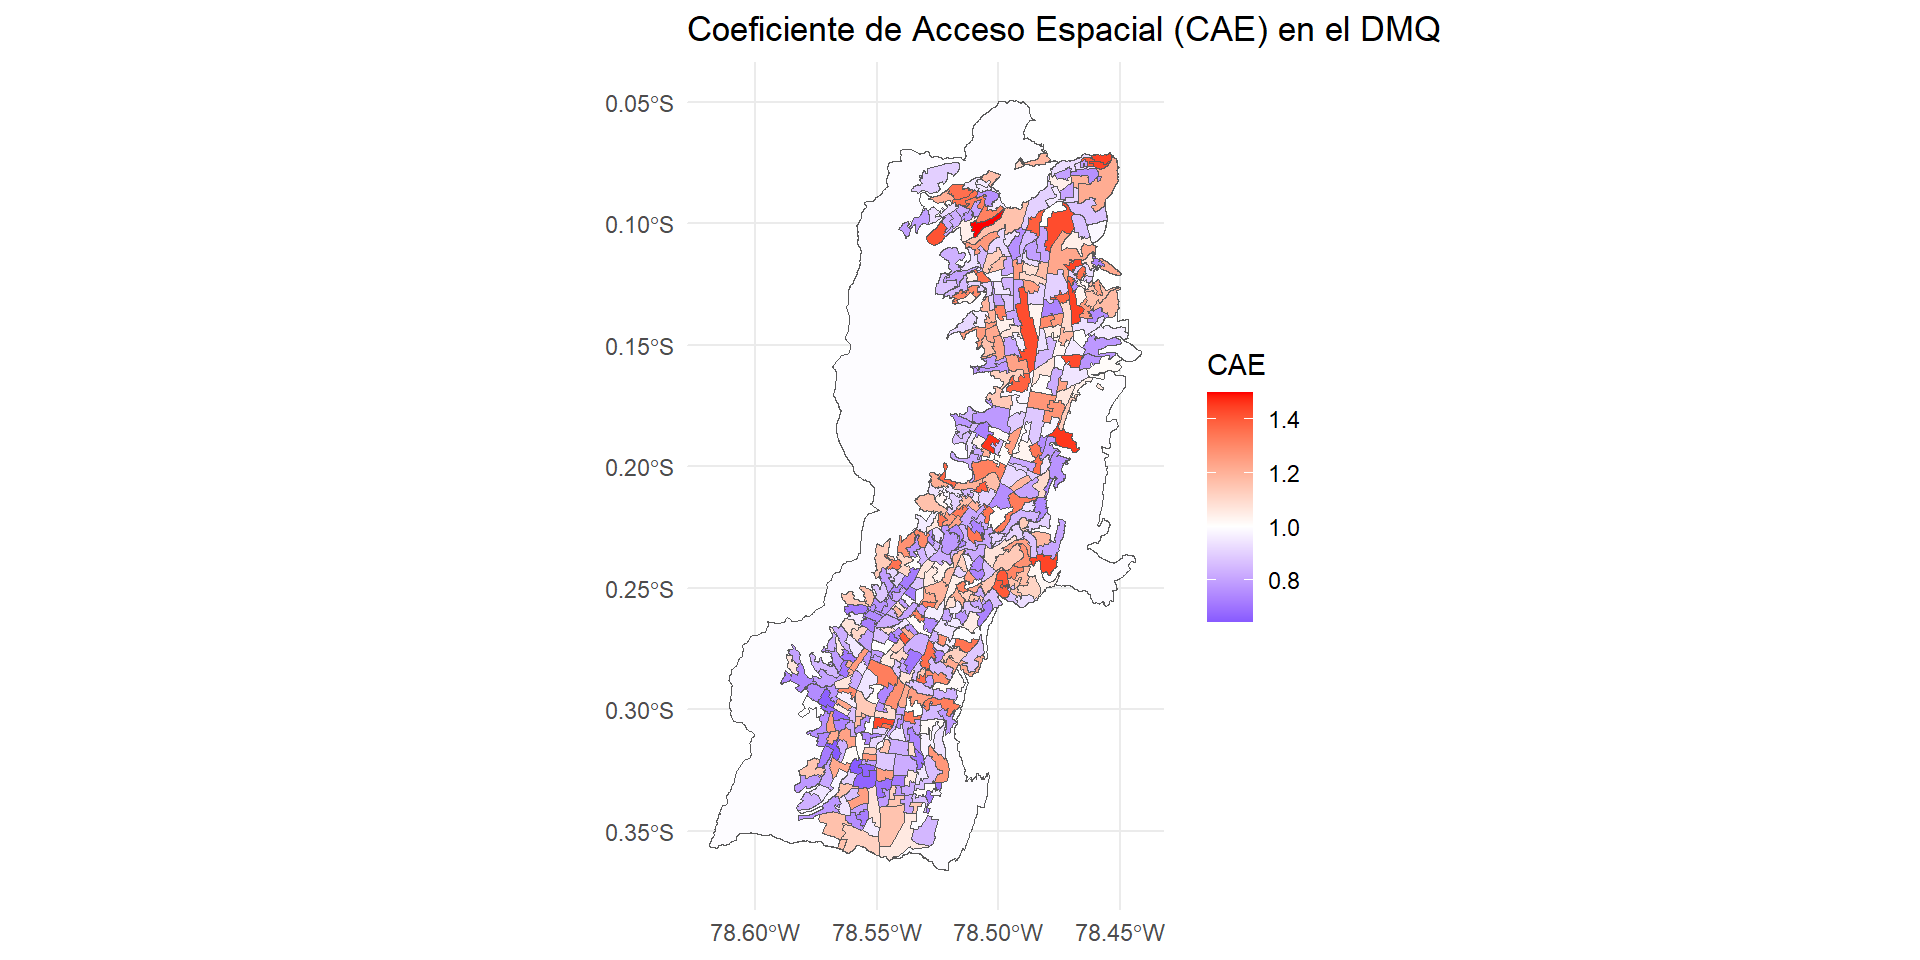 Coeficiente de Acceso Espacial (CAE) en el DMQ
0.05°S
0.10°S
0.15°S
0.20°S
0.25°S
0.30°S
0.35°S
78.60°W 78.55°W 78.50°W 78.45°W
CAE
1.4
1.2
1.0
0.8